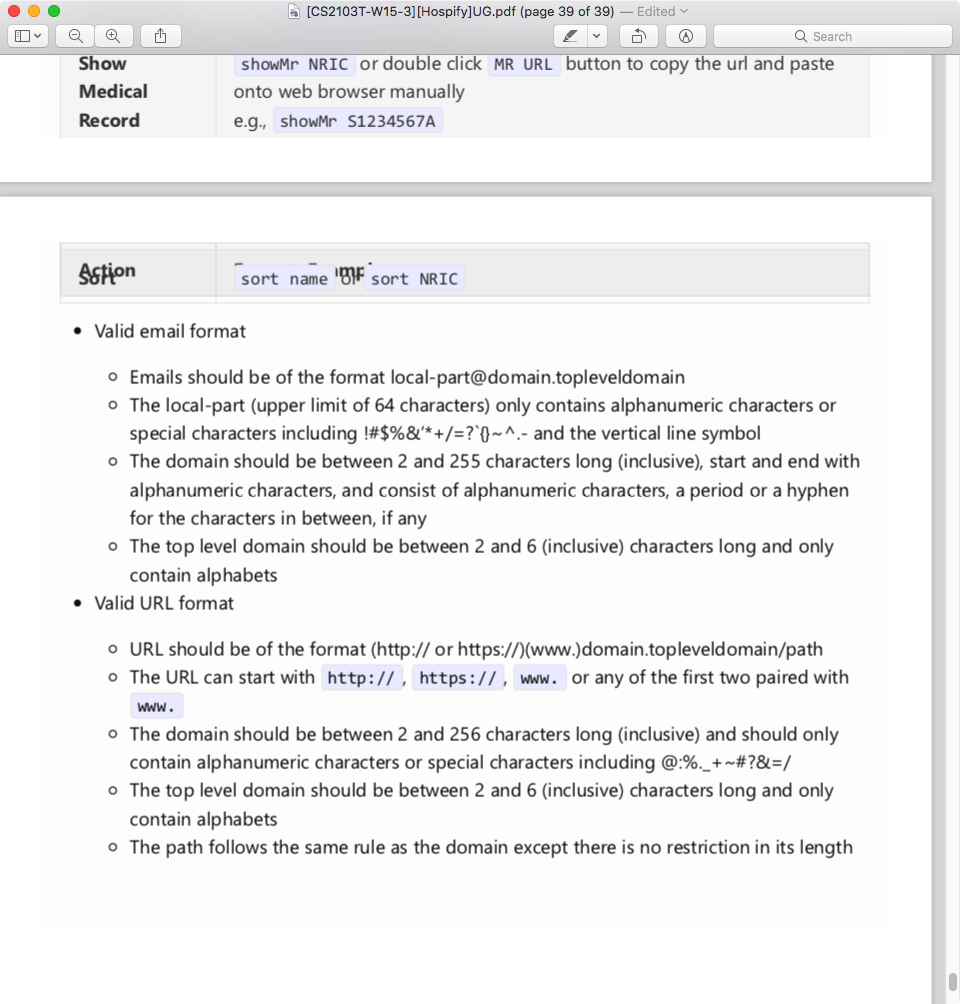 [CS2103T-W15-3][Hospify]UG.pdf (page 39 of 39) — Edited
Search
Show showMr NRIC or double click MR URL button to copy the url and paste
Medical onto web browser manually
Record e.g., showMr S1234567A
Action
Sort sort name or sort NRIC
• Valid email format
Emails should be of the format local-part@domain.topleveldomain
The local-part (upper limit of 64 characters) only contains alphanumeric characters or
special characters including !#$%&'*+/=?`{}~^.- and the vertical line symbol
The domain should be between 2 and 255 characters long (inclusive), start and end with
alphanumeric characters, and consist of alphanumeric characters, a period or a hyphen
for the characters in between, if any
The top level domain should be between 2 and 6 (inclusive) characters long and only
contain alphabets
• Valid URL format
URL should be of the format (http:// or https://)(www.)domain.topleveldomain/path
The URL can start with http://, https://, www. or any of the first two paired with
www.
The domain should be between 2 and 256 characters long (inclusive) and should only
contain alphanumeric characters or special characters including @:%._+~#?&=/
The top level domain should be between 2 and 6 (inclusive) characters long and only
contain alphabets
The path follows the same rule as the domain except there is no restriction in its length